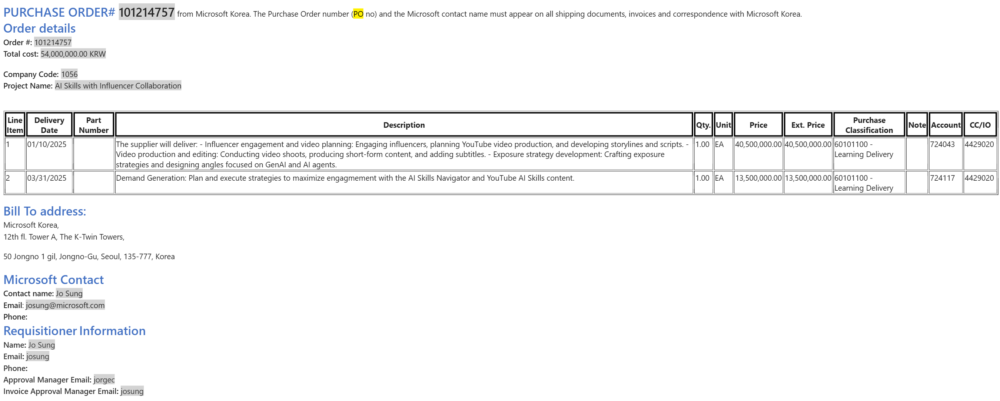 PURCHASE ORDER# 101214757 from Microsoft Korea. The Purchase Order number (PO no) and the Microsoft contact name must appear on all shipping documents, invoices and correspondence with Microsoft Korea.
Order details
Order #: 101214757
Total cost: 54,000,000.00 KRW
Company Code: 1056
Project Name: AI Skills with Influencer Collaboration
Line Item Delivery Date Part Number Description Qty. Unit Price Ext. Price Purchase Classification Note Account CC/IO
1 01/10/2025 The supplier will deliver: - Influencer engagement and video planning: Engaging influencers, planning YouTube video production, and developing storylines and scripts. - 1.00 EA 40,500,000.00 40,500,000.00 60101100 - 724043 4429020
Video production and editing: Conducting video shoots, producing short-form content, and adding subtitles. - Exposure strategy development: Crafting exposure Learning Delivery
strategies and designing angles focused on GenAI and AI agents.
2 03/31/2025 Demand Generation: Plan and execute strategies to maximize engagmement with the AI Skills Navigator and YouTube AI Skills content. 1.00 EA 13,500,000.00 13,500,000.00 60101100 - 724117 4429020
Learning Delivery
Bill To address:
Microsoft Korea,
12th fl. Tower A, The K-Twin Towers,
50 Jongno 1 gil, Jongno-Gu, Seoul, 135-777, Korea
Microsoft Contact
Contact name: Jo Sung
Email: josung@microsoft.com
Phone:
Requisitioner Information
Name: Jo Sung
Email: josung
Phone:
Approval Manager Email: jorgec
Invoice Approval Manager Email: josung